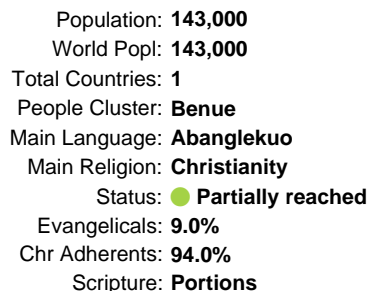 Population: 143,000
World Popl: 143,000
Total Countries: 1
People Cluster: Benue
Main Language: Abanglekuo
Main Religion: Christianity
Status: Partially reached
Evangelicals: 9.0%
Chr Adherents: 94.0%
Scripture: Portions